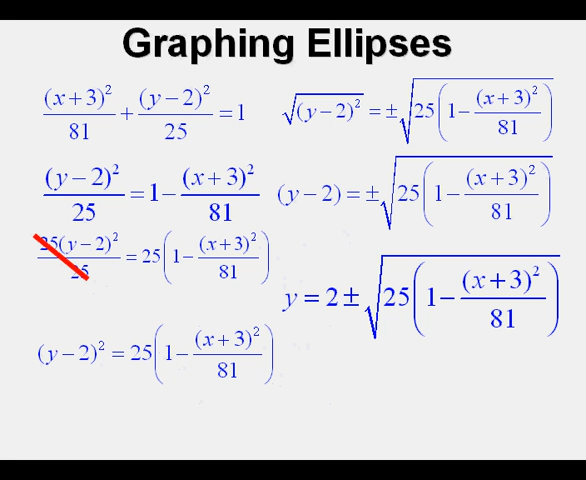 Graphing Ellipses
(x+3)²/81 + (y−2)²/25 = 1
(y−2)²/25 = 1 − (x+3)²/81
25(y−2)²/25 = 25(1 − (x+3)²/81)
(y−2)² = 25(1 − (x+3)²/81)
√(y−2)² = ±√25(1 − (x+3)²/81)
(y−2) = ±√25(1 − (x+3)²/81)
y = 2 ± √25(1 − (x+3)²/81)